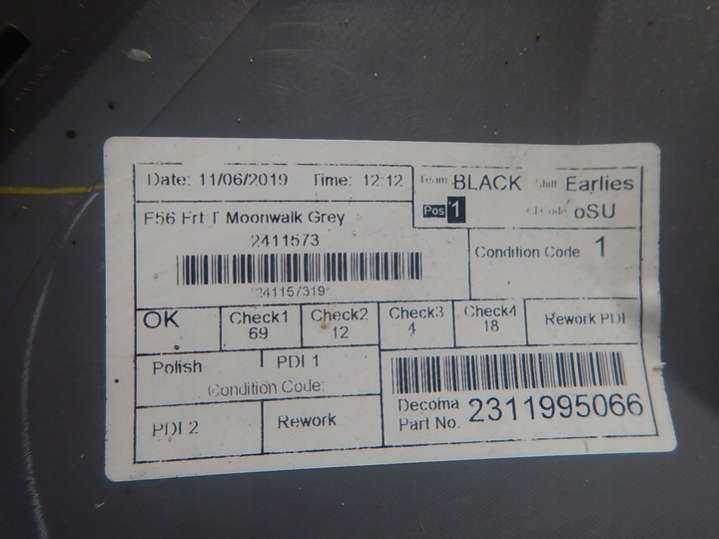 Date: 11/06/2019 Time: 12:12
Team BLACK Shift Earlies
Pos 1 oSU
F56 Frt T Moonwalk Grey
2411573
*241157319*
Condition Code 1
OK Check1 69 Check2 12 Check3 4 Check4 18 Rework PDI
Polish PDI 1
Condition Code:
PDI 2 Rework
Decoma Part No. 2311995066